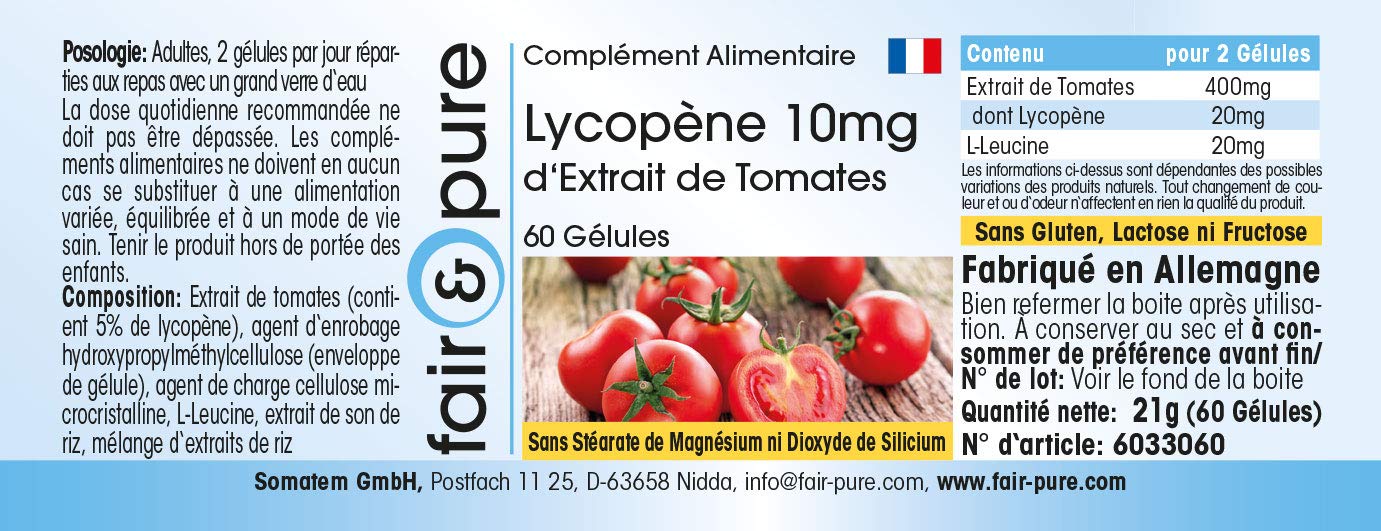 Posologie: Adultes, 2 gélules par jour répar-
ties aux repas avec un grand verre d'eau
La dose quotidienne recommandée ne
doit pas être dépassée. Les complé-
ments alimentaires ne doivent en aucun
cas se substituer à une alimentation
variée, équilibrée et à un mode de vie
sain. Tenir le produit hors de portée des
enfants.
Composition: Extrait de tomates (conti-
ent 5% de lycopène), agent d'enrobage
hydroxypropylméthylcellulose (enveloppe
de gélule), agent de charge cellulose mi-
crocristalline, L-Leucine, extrait de son de
riz, mélange d'extraits de riz
fair & pure
Complément Alimentaire
Lycopène 10mg
d'Extrait de Tomates
60 Gélules
Sans Stéarate de Magnésium ni Dioxyde de Silicium
Contenu pour 2 Gélules
Extrait de Tomates 400mg
dont Lycopène 20mg
L-Leucine 20mg
Les informations ci-dessus sont dépendantes des possibles
variations des produits naturels. Tout changement de cou-
leur et ou d'odeur n'affectent en rien la qualité du produit.
Sans Gluten, Lactose ni Fructose
Fabriqué en Allemagne
Bien refermer la boite après utilisa-
tion. À conserver au sec et à con-
sommer de préférence avant fin/
N° de lot: Voir le fond de la boite
Quantité nette: 21g (60 Gélules)
N° d'article: 6033060
Somatem GmbH, Postfach 11 25, D-63658 Nidda, info@fair-pure.com, www.fair-pure.com